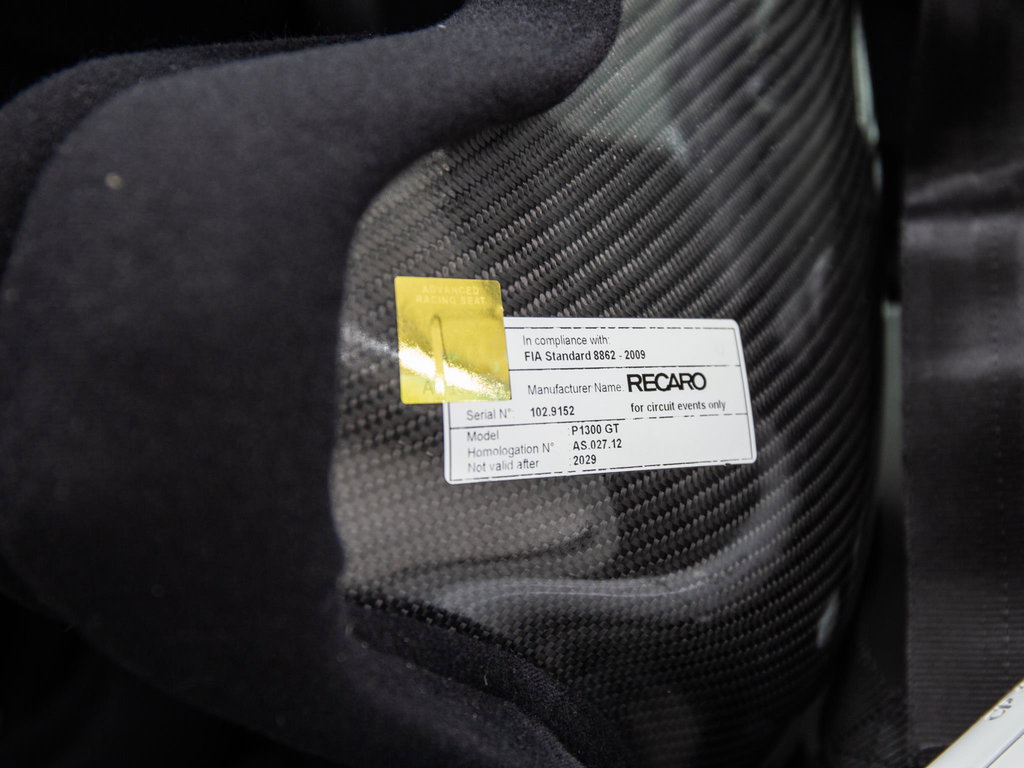 ADVANCED
RACING SEAT
In compliance with:
FIA Standard 8862 - 2009
Manufacturer Name RECARO
for circuit events only
Serial N°: 102.9152
Model :P1300 GT
Homologation N° :AS.027.12
Not valid after :2029